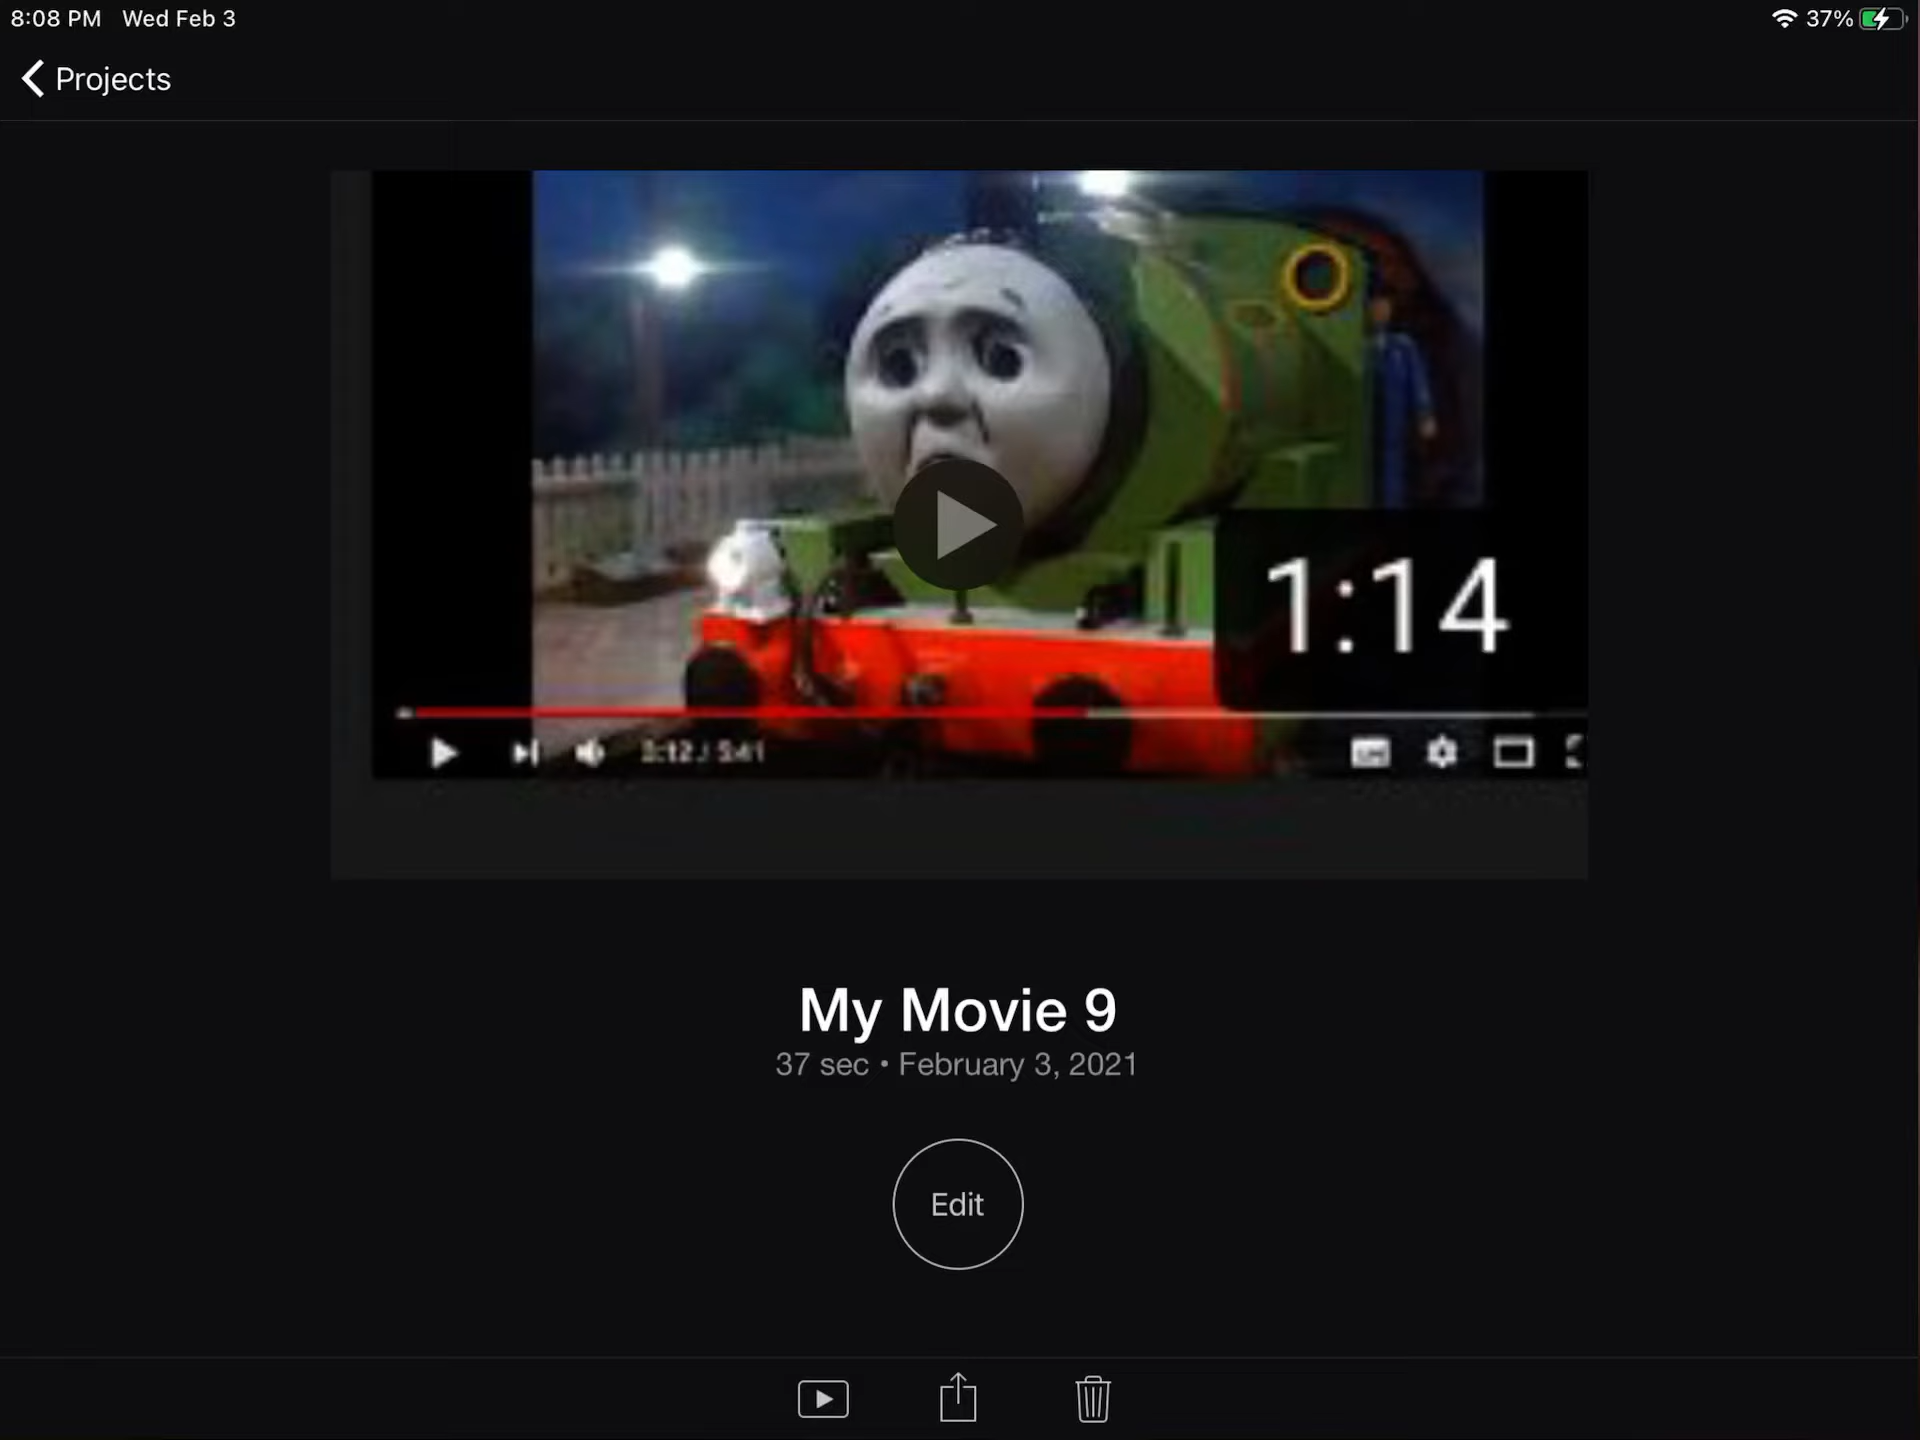 8:08 PM Wed Feb 3
37%
Projects
1:14
My Movie 9
37 sec • February 3, 2021
Edit